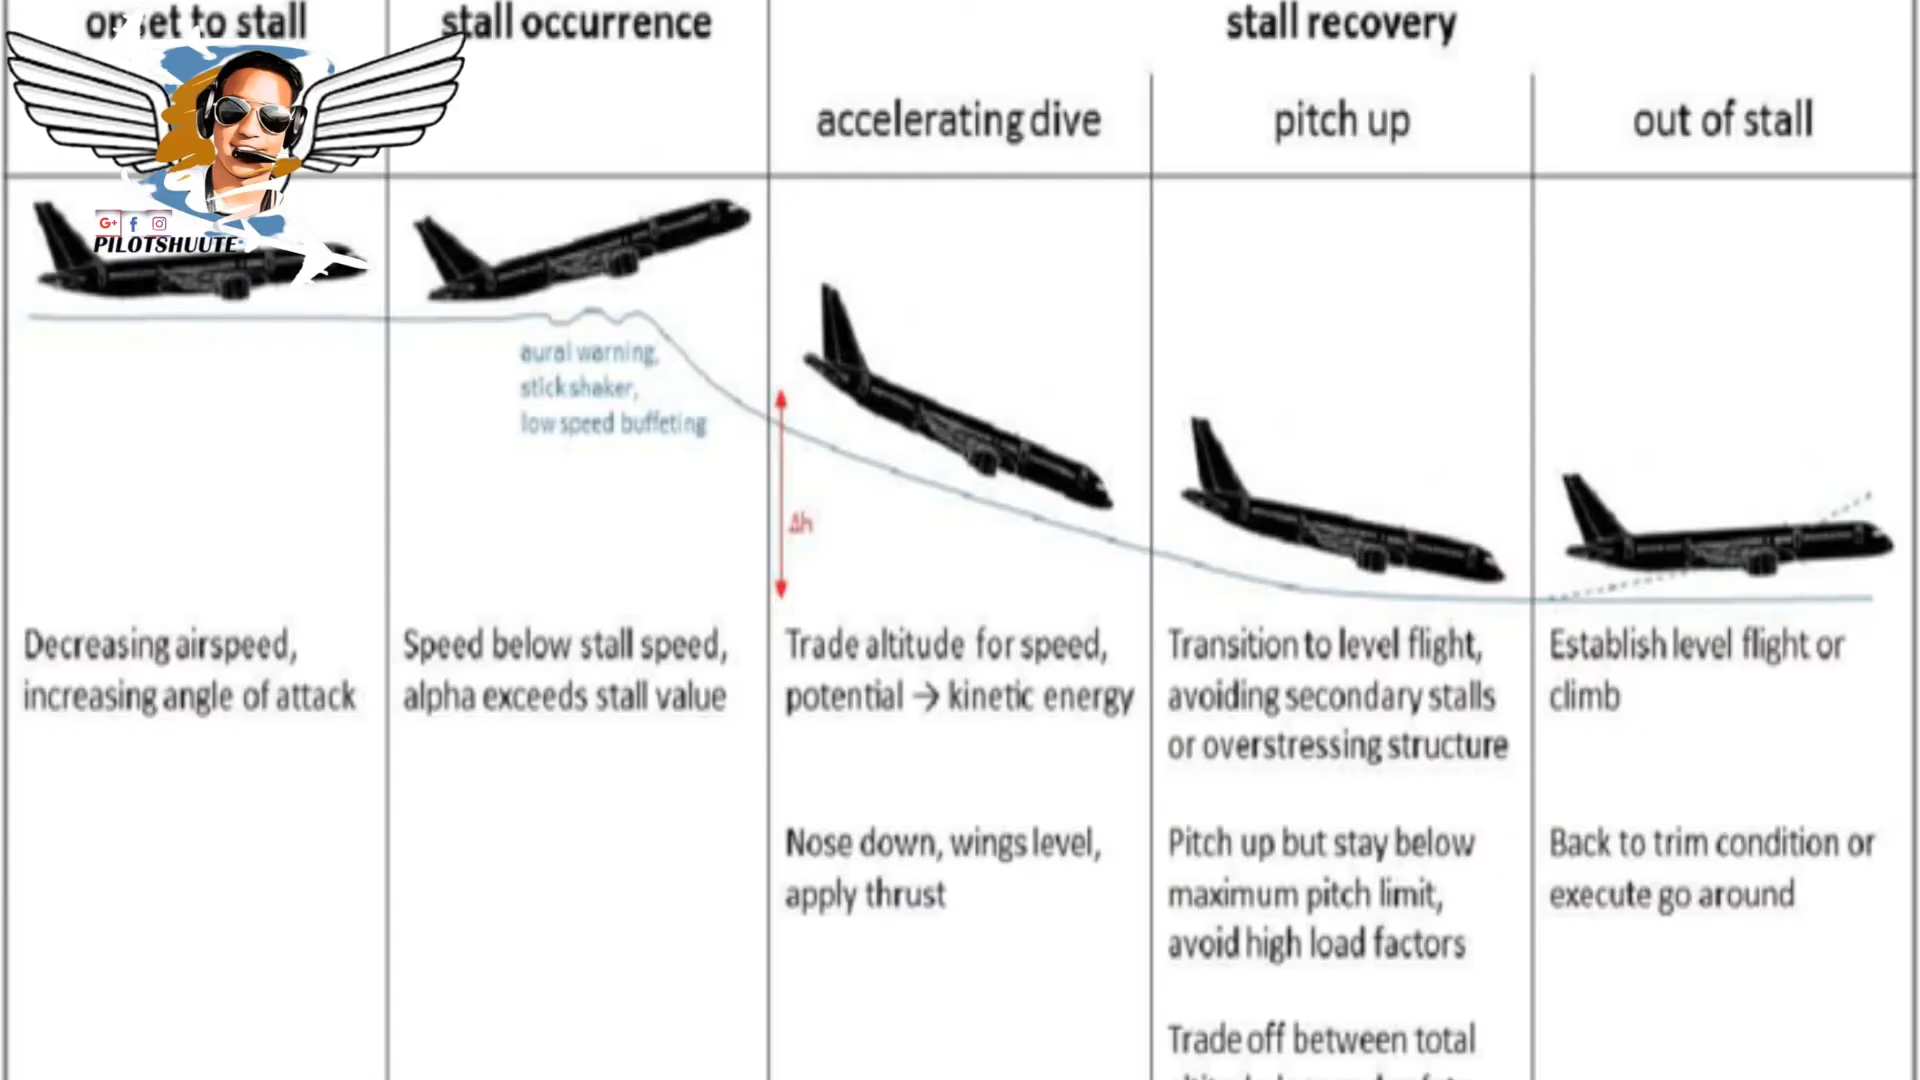 onset to stall
stall occurrence
stall recovery
accelerating dive
pitch up
out of stall
G+ f
PILOTSHUUTE
aural warning,
stick shaker,
low speed buffeting
Δh
Decreasing airspeed,
increasing angle of attack
Speed below stall speed,
alpha exceeds stall value
Trade altitude for speed,
potential → kinetic energy
Nose down, wings level,
apply thrust
Transition to level flight,
avoiding secondary stalls
or overstressing structure
Pitch up but stay below
maximum pitch limit,
avoid high load factors
Trade off between total
Establish level flight or
climb
Back to trim condition or
execute go around